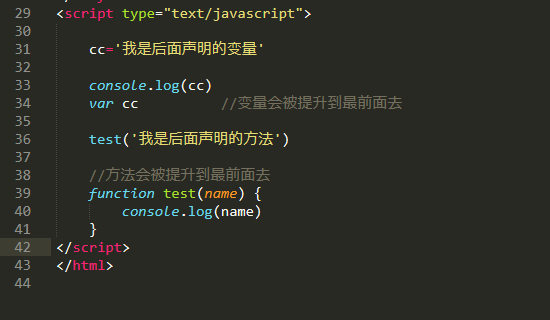 29 <script type="text/javascript">
30
31 cc='我是后面声明的变量'
32
33 console.log(cc)
34 var cc //变量会被提升到最前面去
35
36 test('我是后面声明的方法')
37
38 //方法会被提升到最前面去
39 function test(name) {
40 console.log(name)
41 }
42 </script>
43 </html>
44